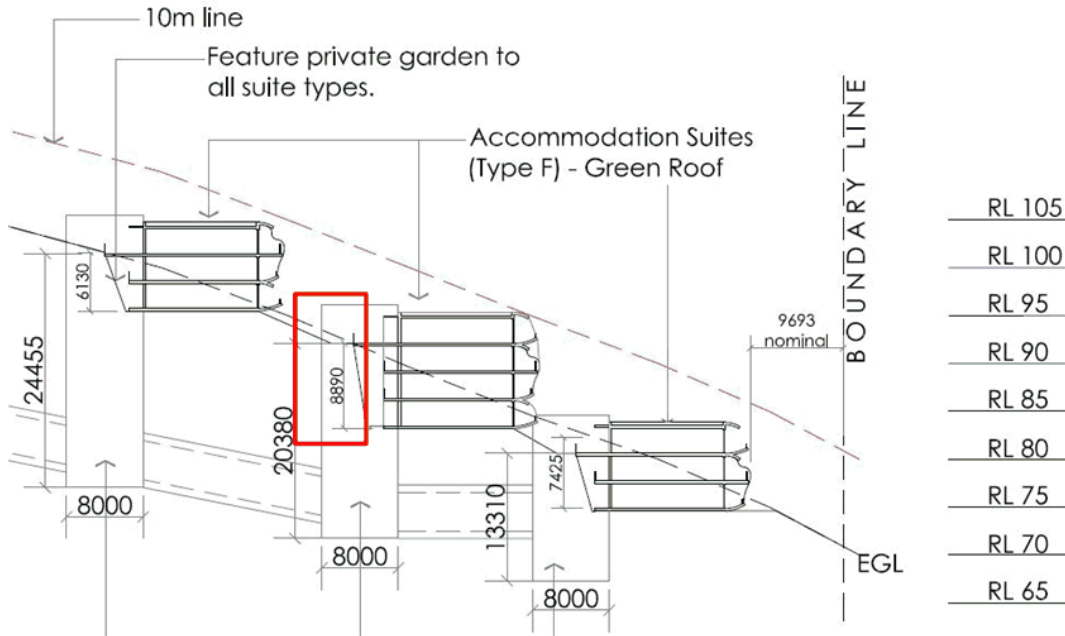 10m line
Feature private garden to
all suite types.
Accommodation Suites
(Type F) - Green Roof
BOUNDARY LINE
RL 105
RL 100
RL 95
RL 90
RL 85
RL 80
RL 75
RL 70
RL 65
9693
nominal
6130
24455
8890
20380
7425
13310
8000
8000
8000
EGL